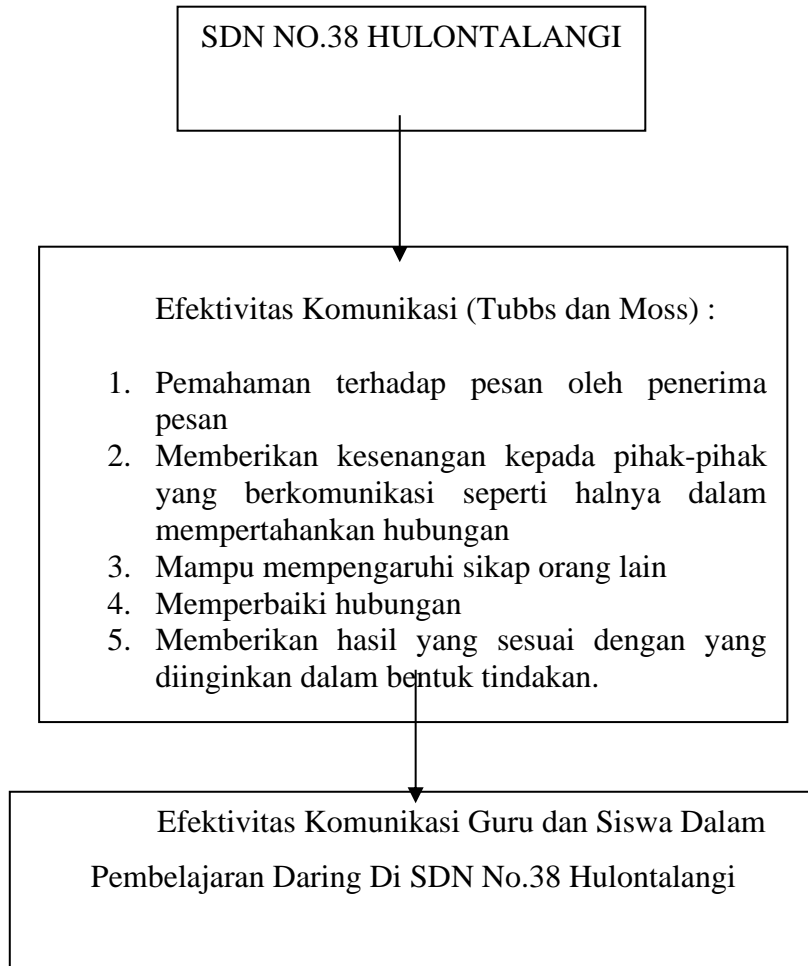 SDN NO.38 HULONTALANGI
Efektivitas Komunikasi (Tubbs dan Moss) :
1. Pemahaman terhadap pesan oleh penerima
pesan
2. Memberikan kesenangan kepada pihak-pihak
yang berkomunikasi seperti halnya dalam
mempertahankan hubungan
3. Mampu mempengaruhi sikap orang lain
4. Memperbaiki hubungan
5. Memberikan hasil yang sesuai dengan yang
diinginkan dalam bentuk tindakan.
Efektivitas Komunikasi Guru dan Siswa Dalam
Pembelajaran Daring Di SDN No.38 Hulontalangi